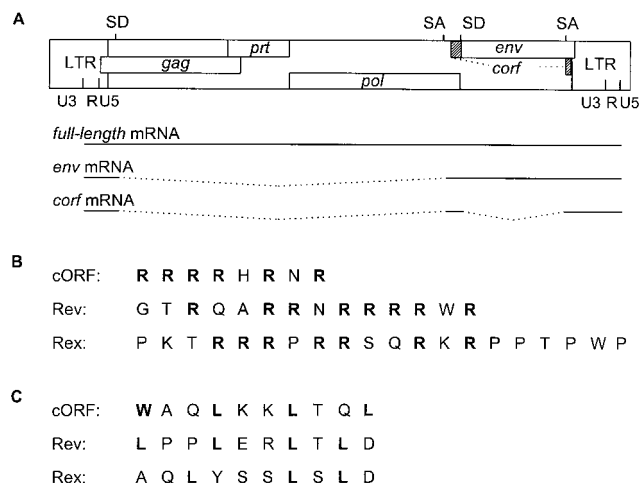 A
SD SA SD SA
prt env
LTR gag corf LTR
pol
U3 R U5 U3 R U5
full-length mRNA
env mRNA
corf mRNA
B
cORF: R R R R H R N R
Rev: G T R Q A R R N R R R R W R
Rex: P K T R R R P R R S Q R K R P P T P W P
C
cORF: W A Q L K K L T Q L
Rev: L P P L E R L T L D
Rex: A Q L Y S S L S L D